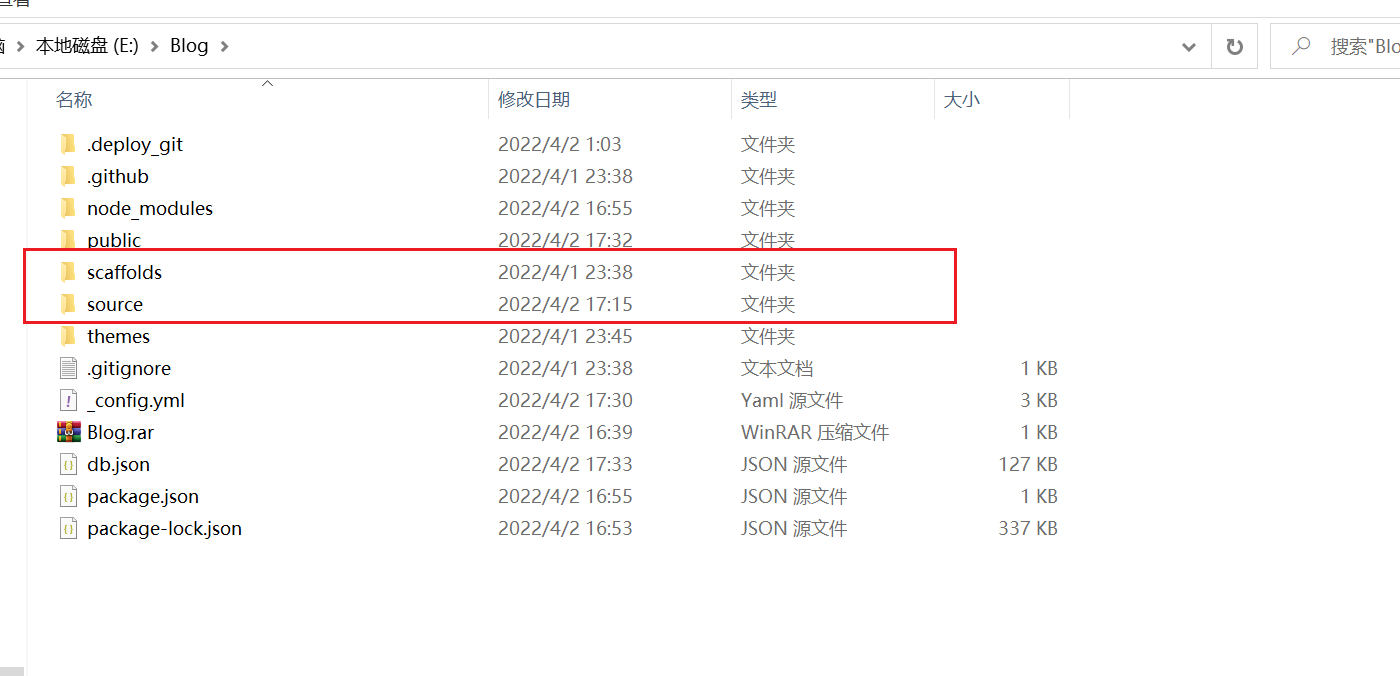 本地磁盘 (E:) Blog 搜索"Blo
名称 修改日期 类型 大小
.deploy_git 2022/4/2 1:03 文件夹
.github 2022/4/1 23:38 文件夹
node_modules 2022/4/2 16:55 文件夹
public 2022/4/2 17:32 文件夹
scaffolds 2022/4/1 23:38 文件夹
source 2022/4/2 17:15 文件夹
themes 2022/4/1 23:45 文件夹
.gitignore 2022/4/1 23:38 文本文档 1 KB
_config.yml 2022/4/2 17:30 Yaml 源文件 3 KB
Blog.rar 2022/4/2 16:39 WinRAR 压缩文件 1 KB
db.json 2022/4/2 17:33 JSON 源文件 127 KB
package.json 2022/4/2 16:55 JSON 源文件 1 KB
package-lock.json 2022/4/2 16:53 JSON 源文件 337 KB